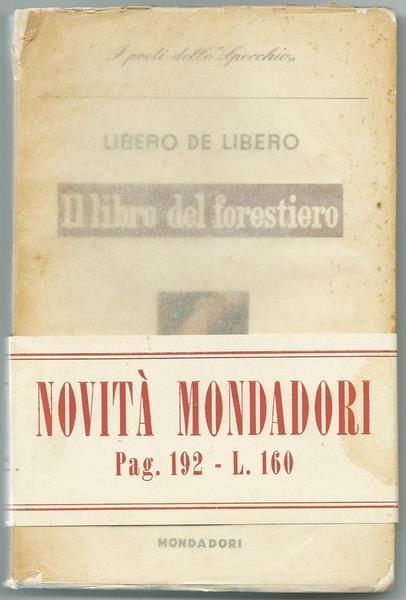 I poeti dello "Specchio„
LIBERO DE LIBERO
Il libro del forestiero
NOVITÀ MONDADORI
Pag. 192 - L. 160
MONDADORI